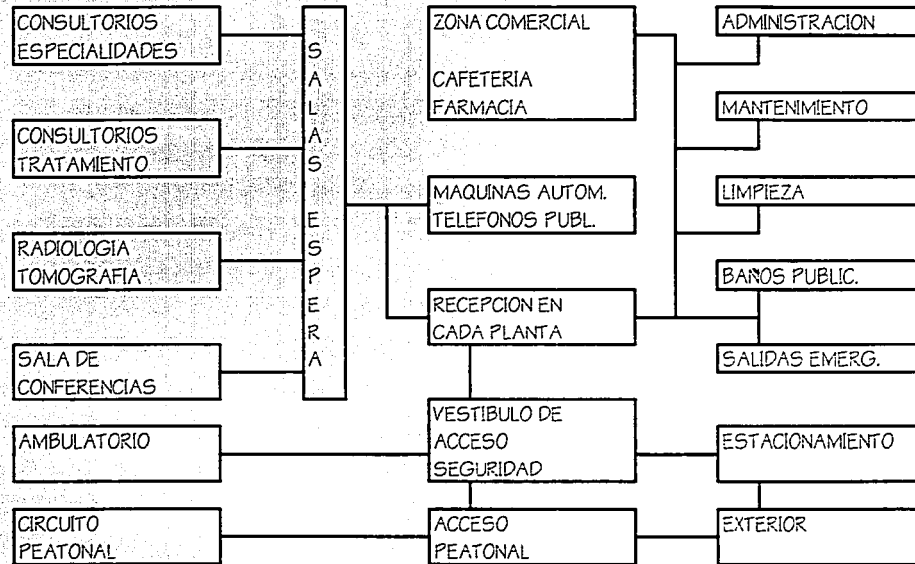 CONSULTORIOS
ESPECIALIDADES
CONSULTORIOS
TRATAMIENTO
RADIOLOGIA
TOMOGRAFIA
SALA DE
CONFERENCIAS
AMBULATORIO
CIRCUITO
PEATONAL
SALAS ESPERA
ZONA COMERCIAL
CAFETERIA
FARMACIA
MAQUINAS AUTOM.
TELEFONOS PUBL.
RECEPCION EN
CADA PLANTA
VESTIBULO DE
ACCESO
SEGURIDAD
ACCESO
PEATONAL
ADMINISTRACION
MANTENIMIENTO
LIMPIEZA
BAÑOS PUBLIC.
SALIDAS EMERG.
ESTACIONAMIENTO
EXTERIOR